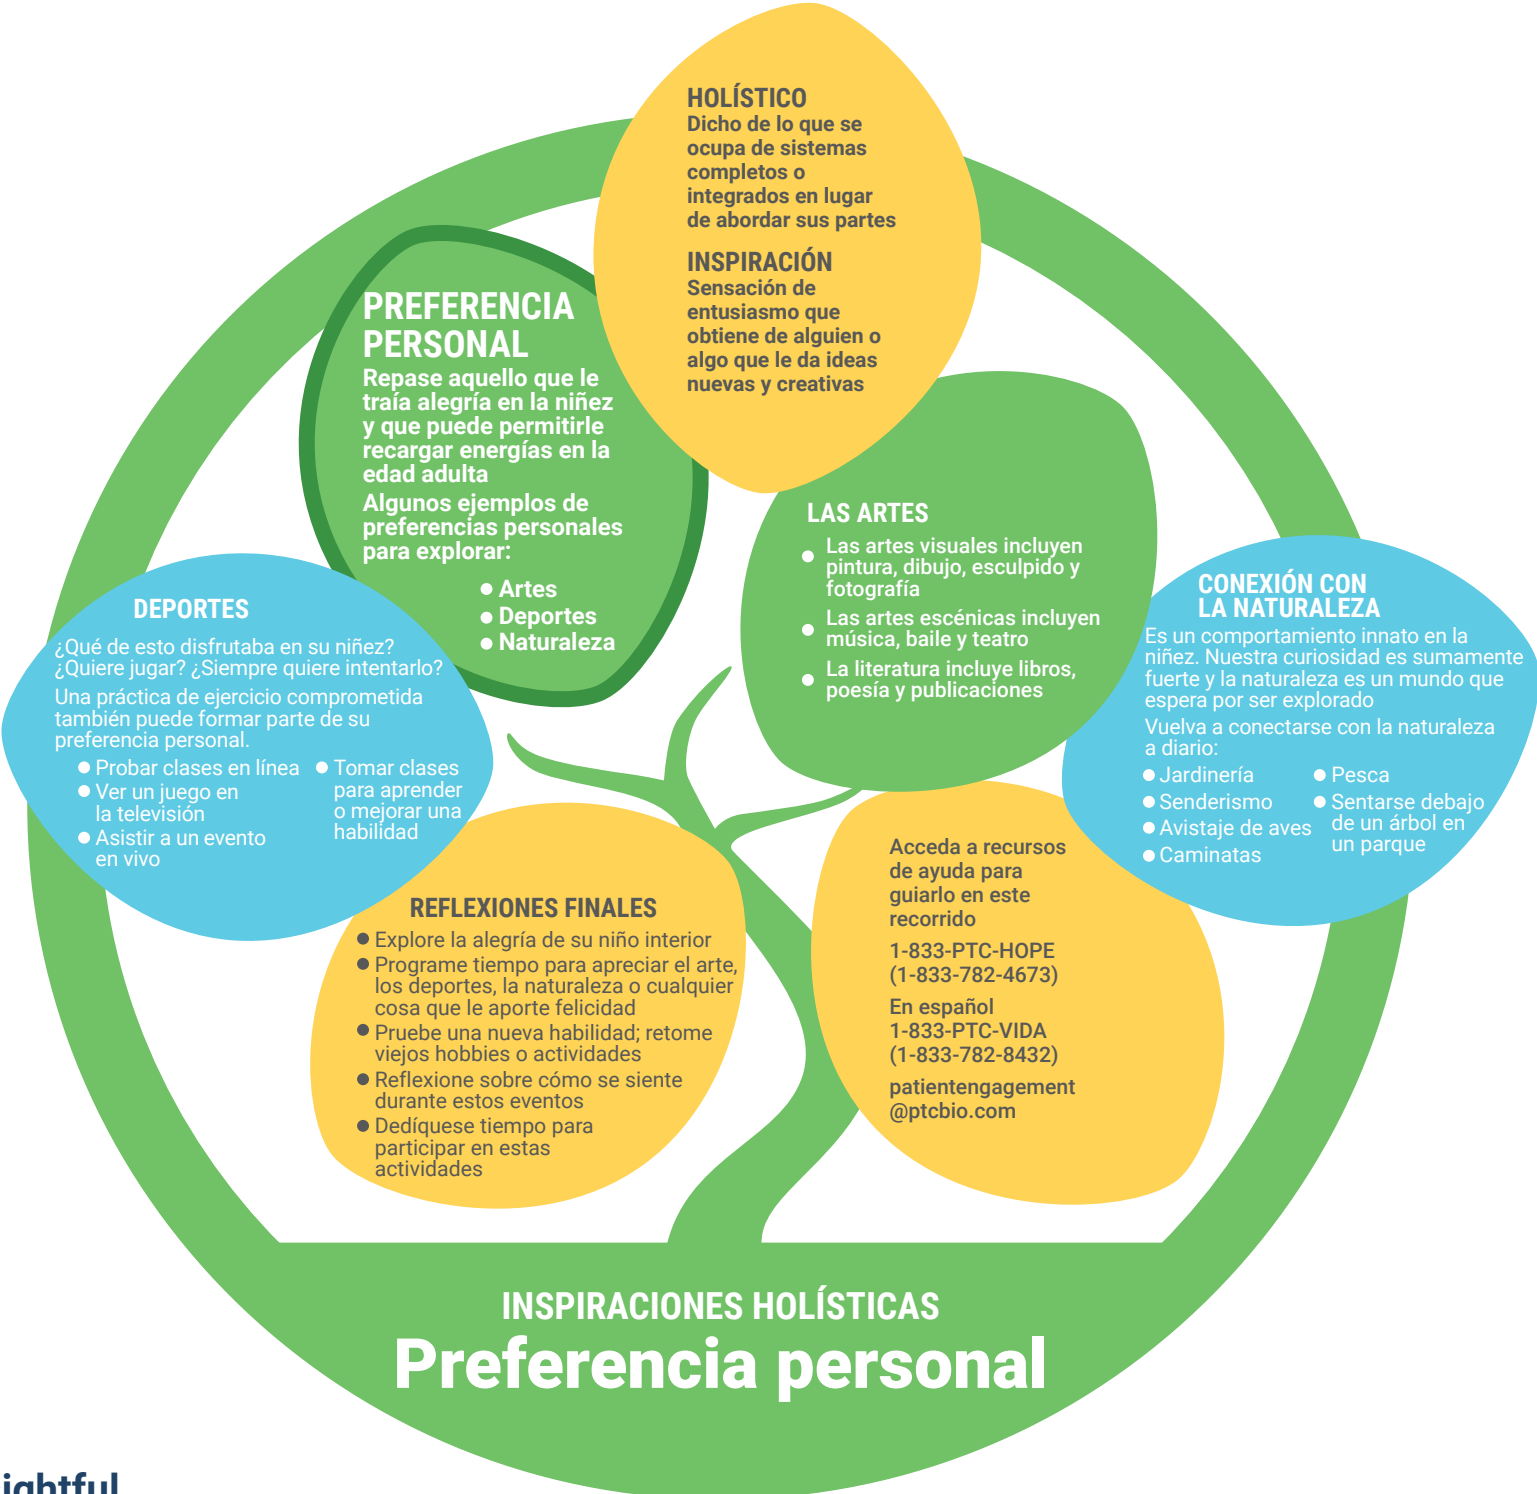 HOLÍSTICO
Dicho de lo que se
ocupa de sistemas
completos o
integrados en lugar
de abordar sus partes
INSPIRACIÓN
Sensación de
entusiasmo que
obtiene de alguien o
algo que le da ideas
nuevas y creativas
PREFERENCIA
PERSONAL
Repase aquello que le
traía alegría en la niñez
y que puede permitirle
recargar energías en la
edad adulta
Algunos ejemplos de
preferencias personales
para explorar:
Artes
Deportes
Naturaleza
LAS ARTES
Las artes visuales incluyen
pintura, dibujo, esculpido y
fotografía
Las artes escénicas incluyen
música, baile y teatro
La literatura incluye libros,
poesía y publicaciones
DEPORTES
¿Qué de esto disfrutaba en su niñez?
¿Quiere jugar? ¿Siempre quiere intentarlo?
Una práctica de ejercicio comprometida
también puede formar parte de su
preferencia personal.
Probar clases en línea
Ver un juego en
la televisión
Asistir a un evento
en vivo
Tomar clases
para aprender
o mejorar una
habilidad
CONEXIÓN CON
LA NATURALEZA
Es un comportamiento innato en la
niñez. Nuestra curiosidad es sumamente
fuerte y la naturaleza es un mundo que
espera por ser explorado
Vuelva a conectarse con la naturaleza
a diario:
Jardinería
Senderismo
Avistaje de aves
Caminatas
Pesca
Sentarse debajo
de un árbol en
un parque
REFLEXIONES FINALES
Explore la alegría de su niño interior
Programe tiempo para apreciar el arte,
los deportes, la naturaleza o cualquier
cosa que le aporte felicidad
Pruebe una nueva habilidad; retome
viejos hobbies o actividades
Reflexione sobre cómo se siente
durante estos eventos
Dedíquese tiempo para
participar en estas
actividades
Acceda a recursos
de ayuda para
guiarlo en este
recorrido
1-833-PTC-HOPE
(1-833-782-4673)
En español
1-833-PTC-VIDA
(1-833-782-8432)
patientengagement
@ptcbio.com
INSPIRACIONES HOLÍSTICAS
Preferencia personal